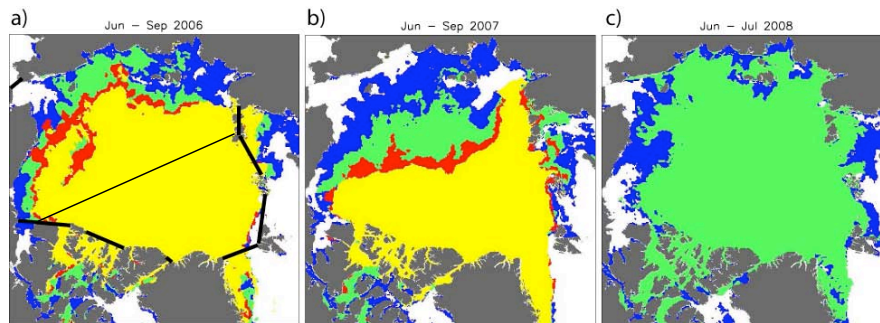 a)
Jun - Sep 2006
b)
Jun - Sep 2007
c)
Jun - Jul 2008